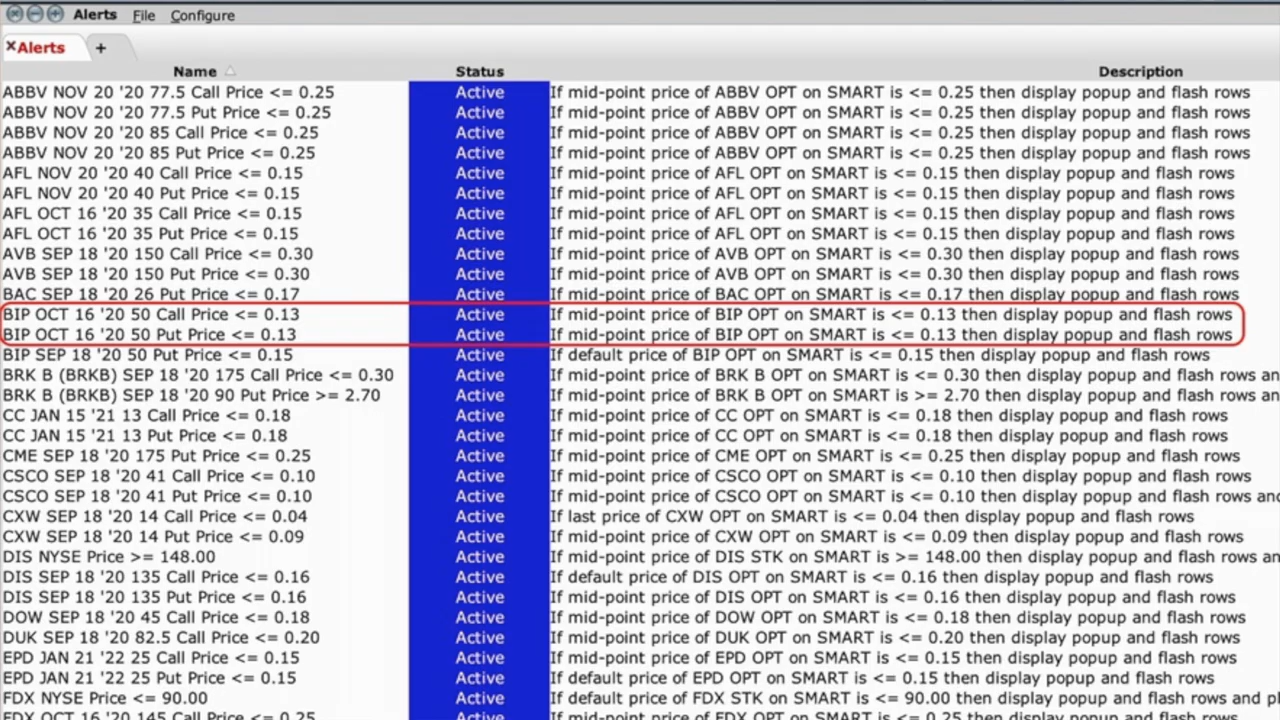 Alerts File Configure
Alerts +
Name Status Description
ABBV NOV 20 '20 77.5 Call Price <= 0.25 Active If mid-point price of ABBV OPT on SMART is <= 0.25 then display popup and flash rows
ABBV NOV 20 '20 77.5 Put Price <= 0.25 Active If mid-point price of ABBV OPT on SMART is <= 0.25 then display popup and flash rows
ABBV NOV 20 '20 85 Call Price <= 0.25 Active If mid-point price of ABBV OPT on SMART is <= 0.25 then display popup and flash rows
ABBV NOV 20 '20 85 Put Price <= 0.25 Active If mid-point price of ABBV OPT on SMART is <= 0.25 then display popup and flash rows
AFL NOV 20 '20 40 Call Price <= 0.15 Active If mid-point price of AFL OPT on SMART is <= 0.15 then display popup and flash rows
AFL NOV 20 '20 40 Put Price <= 0.15 Active If mid-point price of AFL OPT on SMART is <= 0.15 then display popup and flash rows
AFL OCT 16 '20 35 Call Price <= 0.15 Active If mid-point price of AFL OPT on SMART is <= 0.15 then display popup and flash rows
AFL OCT 16 '20 35 Put Price <= 0.15 Active If mid-point price of AFL OPT on SMART is <= 0.15 then display popup and flash rows
AVB SEP 18 '20 150 Call Price <= 0.30 Active If mid-point price of AVB OPT on SMART is <= 0.30 then display popup and flash rows
AVB SEP 18 '20 150 Put Price <= 0.30 Active If mid-point price of AVB OPT on SMART is <= 0.30 then display popup and flash rows
BAC SEP 18 '20 26 Put Price <= 0.17 Active If mid-point price of BAC OPT on SMART is <= 0.17 then display popup and flash rows
BIP OCT 16 '20 50 Call Price <= 0.13 Active If mid-point price of BIP OPT on SMART is <= 0.13 then display popup and flash rows
BIP OCT 16 '20 50 Put Price <= 0.13 Active If mid-point price of BIP OPT on SMART is <= 0.13 then display popup and flash rows
BIP SEP 18 '20 50 Put Price <= 0.15 Active If default price of BIP OPT on SMART is <= 0.15 then display popup and flash rows
BRK B (BRKB) SEP 18 '20 175 Call Price <= 0.30 Active If mid-point price of BRK B OPT on SMART is <= 0.30 then display popup and flash rows an
BRK B (BRKB) SEP 18 '20 90 Put Price >= 2.70 Active If mid-point price of BRK B OPT on SMART is >= 2.70 then display popup and flash rows an
CC JAN 15 '21 13 Call Price <= 0.18 Active If mid-point price of CC OPT on SMART is <= 0.18 then display popup and flash rows
CC JAN 15 '21 13 Put Price <= 0.18 Active If mid-point price of CC OPT on SMART is <= 0.18 then display popup and flash rows
CME SEP 18 '20 175 Put Price <= 0.25 Active If mid-point price of CME OPT on SMART is <= 0.25 then display popup and flash rows
CSCO SEP 18 '20 41 Call Price <= 0.10 Active If mid-point price of CSCO OPT on SMART is <= 0.10 then display popup and flash rows
CSCO SEP 18 '20 41 Put Price <= 0.10 Active If mid-point price of CSCO OPT on SMART is <= 0.10 then display popup and flash rows and
CXW SEP 18 '20 14 Call Price <= 0.04 Active If last price of CXW OPT on SMART is <= 0.04 then display popup and flash rows
CXW SEP 18 '20 14 Put Price <= 0.09 Active If mid-point price of CXW OPT on SMART is <= 0.09 then display popup and flash rows
DIS NYSE Price >= 148.00 Active If mid-point price of DIS STK on SMART is >= 148.00 then display popup and flash rows an
DIS SEP 18 '20 135 Call Price <= 0.16 Active If default price of DIS OPT on SMART is <= 0.16 then display popup and flash rows
DIS SEP 18 '20 135 Put Price <= 0.16 Active If mid-point price of DIS OPT on SMART is <= 0.16 then display popup and flash rows
DOW SEP 18 '20 45 Call Price <= 0.18 Active If mid-point price of DOW OPT on SMART is <= 0.18 then display popup and flash rows
DUK SEP 18 '20 82.5 Call Price <= 0.20 Active If mid-point price of DUK OPT on SMART is <= 0.20 then display popup and flash rows
EPD JAN 21 '22 25 Call Price <= 0.15 Active If mid-point price of EPD OPT on SMART is <= 0.15 then display popup and flash rows
EPD JAN 21 '22 25 Put Price <= 0.15 Active If default price of EPD OPT on SMART is <= 0.15 then display popup and flash rows
FDX NYSE Price <= 90.00 Active If default price of FDX STK on SMART is <= 90.00 then display popup and flash rows and pl
FDX OCT 16 '20 145 Call Price <= 0.25 Active If mid-point price of FDX OPT on SMART is <= 0.25 then display popup and flash rows